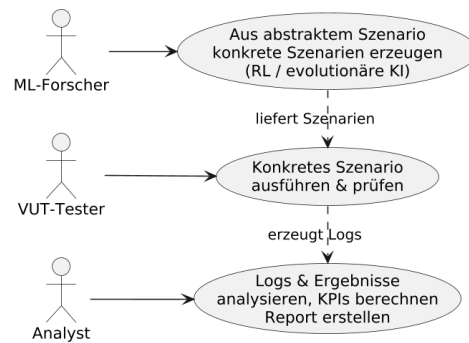 Aus abstraktem Szenario
konkrete Szenarien erzeugen
(RL / evolutionäre KI)
ML-Forscher
liefert Szenarien
Konkretes Szenario
ausführen & prüfen
VUT-Tester
erzeugt Logs
Logs & Ergebnisse
analysieren, KPIs berechnen
Report erstellen
Analyst